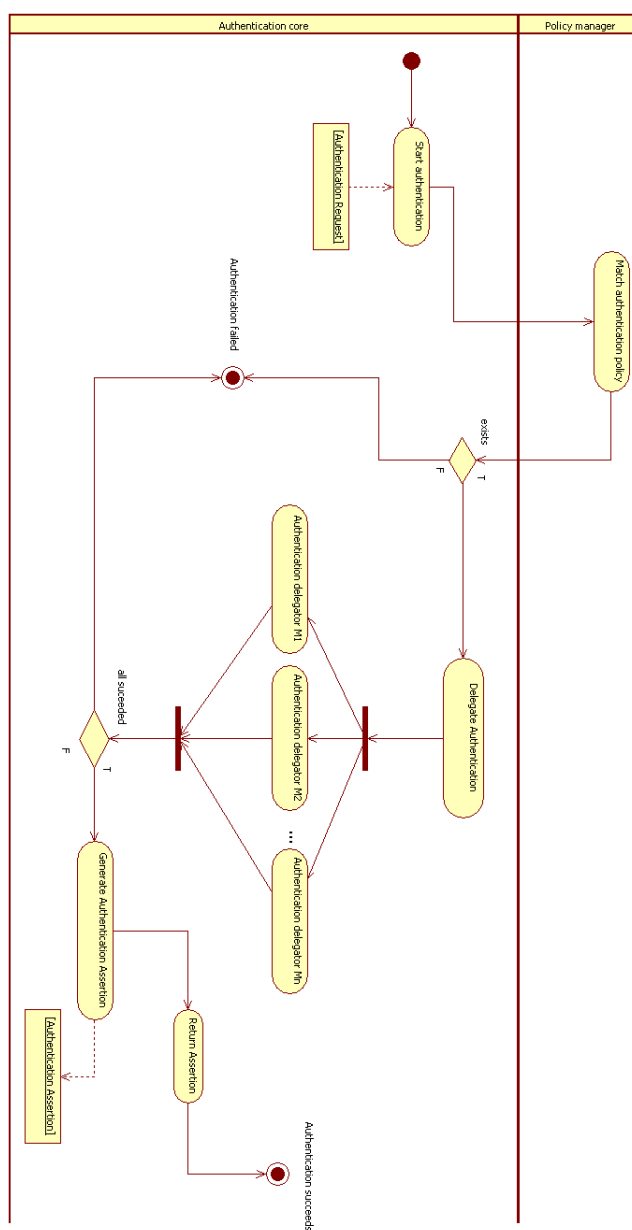 Authentication core
Policy manager
Start authentication
[Authentication Request]
Match authentication policy
Authentication failed
exists
T
F
Authentication delegator M1
Delegate Authentication
Authentication delegator M2
...
Authentication delegator Mn
all suceeded
T
F
Generate Authentication Assertion
Return Assertion
[Authentication Assertion]
Authentication succeeds